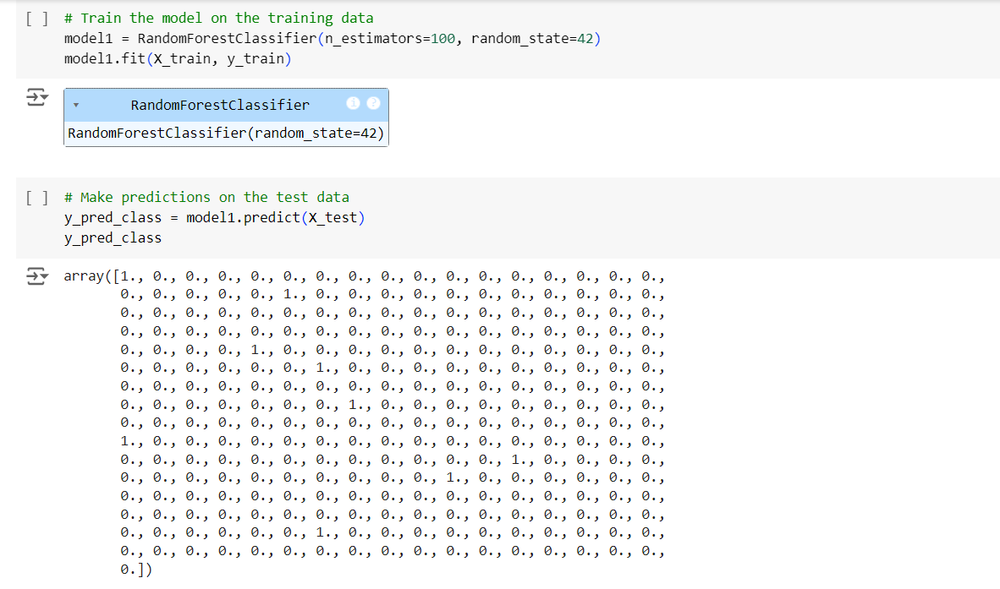 [ ] # Train the model on the training data
model1 = RandomForestClassifier(n_estimators=100, random_state=42)
model1.fit(X_train, y_train)
RandomForestClassifier i ?
RandomForestClassifier(random_state=42)
[ ] # Make predictions on the test data
y_pred_class = model1.predict(X_test)
y_pred_class
array([1., 0., 0., 0., 0., 0., 0., 0., 0., 0., 0., 0., 0., 0., 0., 0., 0.,
0., 0., 0., 0., 0., 1., 0., 0., 0., 0., 0., 0., 0., 0., 0., 0., 0.,
0., 0., 0., 0., 0., 0., 0., 0., 0., 0., 0., 0., 0., 0., 0., 0., 0.,
0., 0., 0., 0., 0., 0., 0., 0., 0., 0., 0., 0., 0., 0., 0., 0., 0.,
0., 0., 0., 0., 1., 0., 0., 0., 0., 0., 0., 0., 0., 0., 0., 0., 0.,
0., 0., 0., 0., 0., 0., 1., 0., 0., 0., 0., 0., 0., 0., 0., 0., 0.,
0., 0., 0., 0., 0., 0., 0., 0., 0., 0., 0., 0., 0., 0., 0., 0., 0.,
0., 0., 0., 0., 0., 0., 0., 1., 0., 0., 0., 0., 0., 0., 0., 0., 0.,
0., 0., 0., 0., 0., 0., 0., 0., 0., 0., 0., 0., 0., 0., 0., 0., 0.,
1., 0., 0., 0., 0., 0., 0., 0., 0., 0., 0., 0., 0., 0., 0., 0., 0.,
0., 0., 0., 0., 0., 0., 0., 0., 0., 0., 0., 0., 1., 0., 0., 0., 0.,
0., 0., 0., 0., 0., 0., 0., 0., 0., 0., 1., 0., 0., 0., 0., 0., 0.,
0., 0., 0., 0., 0., 0., 0., 0., 0., 0., 0., 0., 0., 0., 0., 0., 0.,
0., 0., 0., 0., 0., 0., 0., 0., 0., 0., 0., 0., 0., 0., 0., 0., 0.,
0., 0., 0., 0., 0., 0., 1., 0., 0., 0., 0., 0., 0., 0., 0., 0., 0.,
0., 0., 0., 0., 0., 0., 0., 0., 0., 0., 0., 0., 0., 0., 0., 0., 0.,
0.])